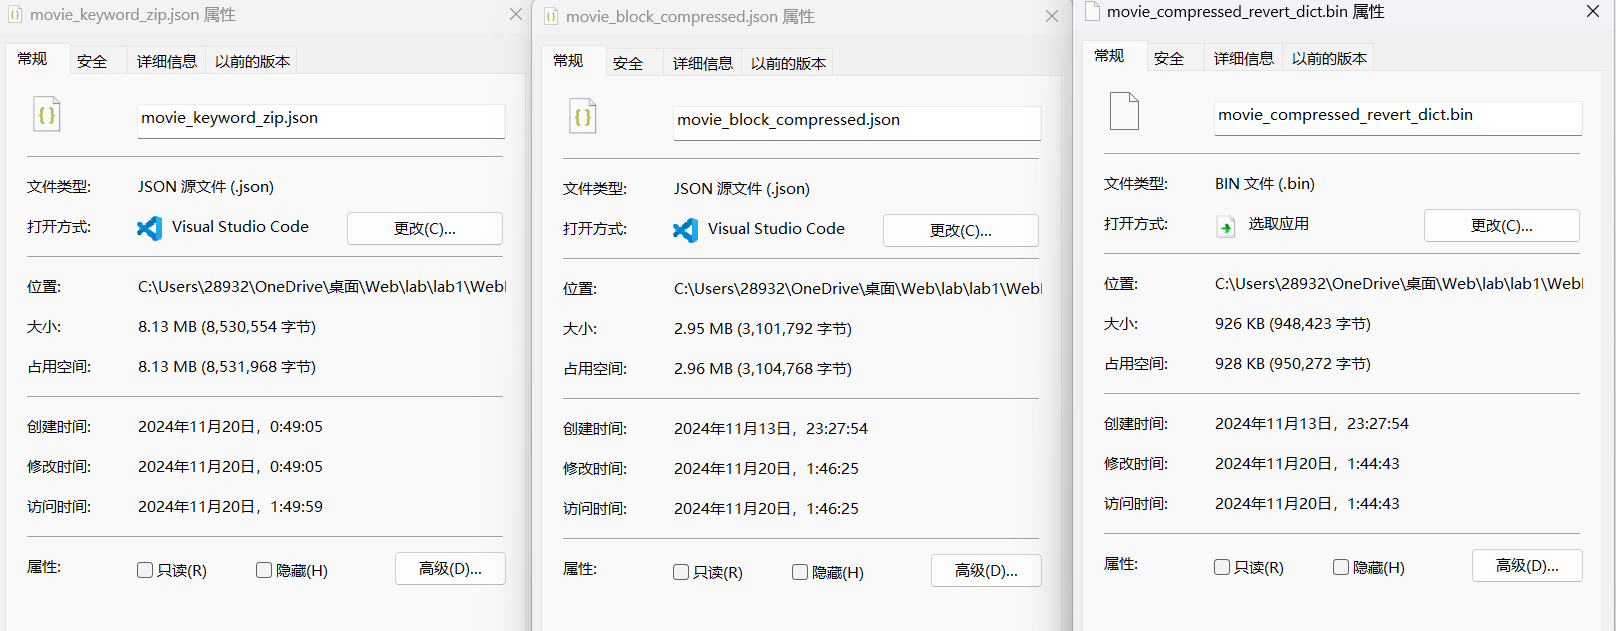 movie_keyword_zip.json 属性
常规 安全 详细信息 以前的版本
movie_keyword_zip.json
文件类型: JSON 源文件 (.json)
打开方式: Visual Studio Code 更改(C)...
位置: C:\Users\28932\OneDrive\桌面\Web\lab\lab1\Web
大小: 8.13 MB (8,530,554 字节)
占用空间: 8.13 MB (8,531,968 字节)
创建时间: 2024年11月20日，0:49:05
修改时间: 2024年11月20日，0:49:05
访问时间: 2024年11月20日，1:49:59
属性: 只读(R) 隐藏(H) 高级(D)...
movie_block_compressed.json 属性
常规 安全 详细信息 以前的版本
movie_block_compressed.json
文件类型: JSON 源文件 (.json)
打开方式: Visual Studio Code 更改(C)...
位置: C:\Users\28932\OneDrive\桌面\Web\lab\lab1\Web
大小: 2.95 MB (3,101,792 字节)
占用空间: 2.96 MB (3,104,768 字节)
创建时间: 2024年11月13日，23:27:54
修改时间: 2024年11月20日，1:46:25
访问时间: 2024年11月20日，1:46:25
属性: 只读(R) 隐藏(H) 高级(D)...
movie_compressed_revert_dict.bin 属性
常规 安全 详细信息 以前的版本
movie_compressed_revert_dict.bin
文件类型: BIN 文件 (.bin)
打开方式: 选取应用 更改(C)...
位置: C:\Users\28932\OneDrive\桌面\Web\lab\lab1\Web
大小: 926 KB (948,423 字节)
占用空间: 928 KB (950,272 字节)
创建时间: 2024年11月13日，23:27:54
修改时间: 2024年11月20日，1:44:43
访问时间: 2024年11月20日，1:44:43
属性: 只读(R) 隐藏(H) 高级(D)...